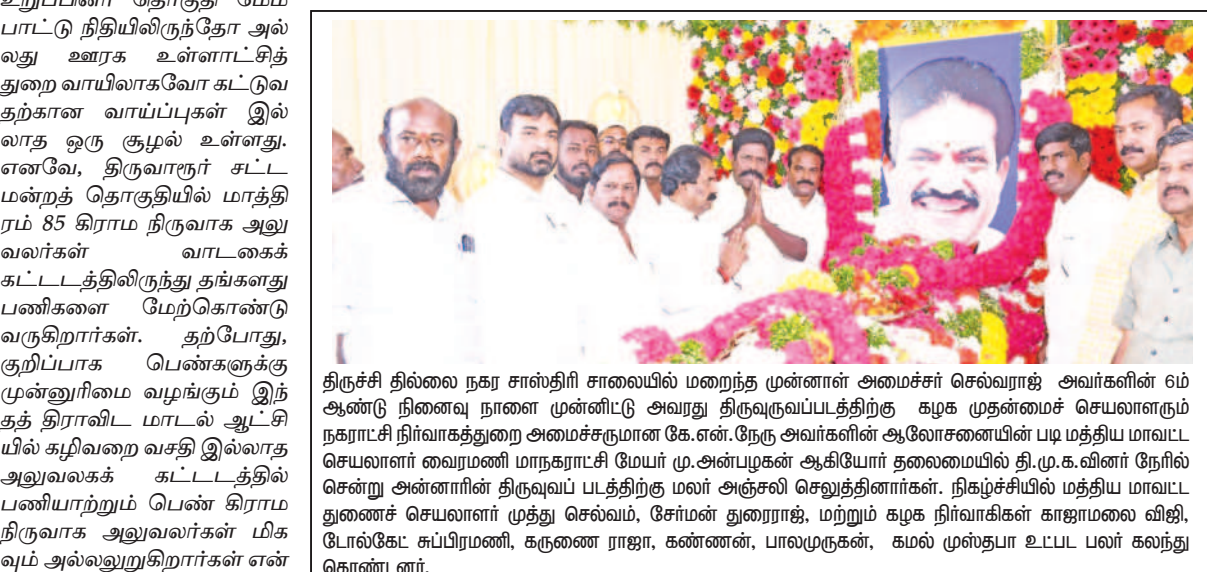 உறுப்பினர் தொகுதி மேம்
பாட்டு நிதியிலிருந்தோ அல்
லது ஊரக உள்ளாட்சித்
துறை வாயிலாகவோ கட்டுவ
தற்கான வாய்ப்புகள் இல்
லாத ஒரு சூழல் உள்ளது.
எனவே, திருவாரூர் சட்ட
மன்றத் தொகுதியில் மாத்தி
ரம் 85 கிராம நிருவாக அலு
வலர்கள் வாடகைக்
கட்டடத்திலிருந்து தங்களது
பணிகளை மேற்கொண்டு
வருகிறார்கள். தற்போது,
குறிப்பாக பெண்களுக்கு
முன்னுரிமை வழங்கும் இந்
தத் திராவிட மாடல் ஆட்சி
யில் கழிவறை வசதி இல்லாத
அலுவலகக் கட்டடத்தில்
பணியாற்றும் பெண் கிராம
நிருவாக அலுவலர்கள் மிக
வும் அல்லலுறுகிறார்கள் என்
திருச்சி தில்லை நகர சாஸ்திரி சாலையில் மறைந்த முன்னாள் அமைச்சர் செல்வராஜ் அவர்களின் 6ம்
ஆண்டு நினைவு நாளை முன்னிட்டு அவரது திருவுருவப்படத்திற்கு கழக முதன்மைச் செயலாளரும்
நகராட்சி நிர்வாகத்துறை அமைச்சருமான கே.என்.நேரு அவர்களின் ஆலோசனையின் படி மத்திய மாவட்ட
செயலாளர் வைரமணி மாநகராட்சி மேயர் மு.அன்பழகன் ஆகியோர் தலைமையில் தி.மு.க.வினர் நேரில்
சென்று அன்னாரின் திருவுவப் படத்திற்கு மலர் அஞ்சலி செலுத்தினார்கள். நிகழ்ச்சியில் மத்திய மாவட்ட
துணைச் செயலாளர் முத்து செல்வம், சேர்மன் துரைராஜ், மற்றும் கழக நிர்வாகிகள் காஜாமலை விஜி,
டோல்கேட் சுப்பிரமணி, கருணை ராஜா, கண்ணன், பாலமுருகன், கமல் முஸ்தபா உட்பட பலர் கலந்து
கொண்டனர்.